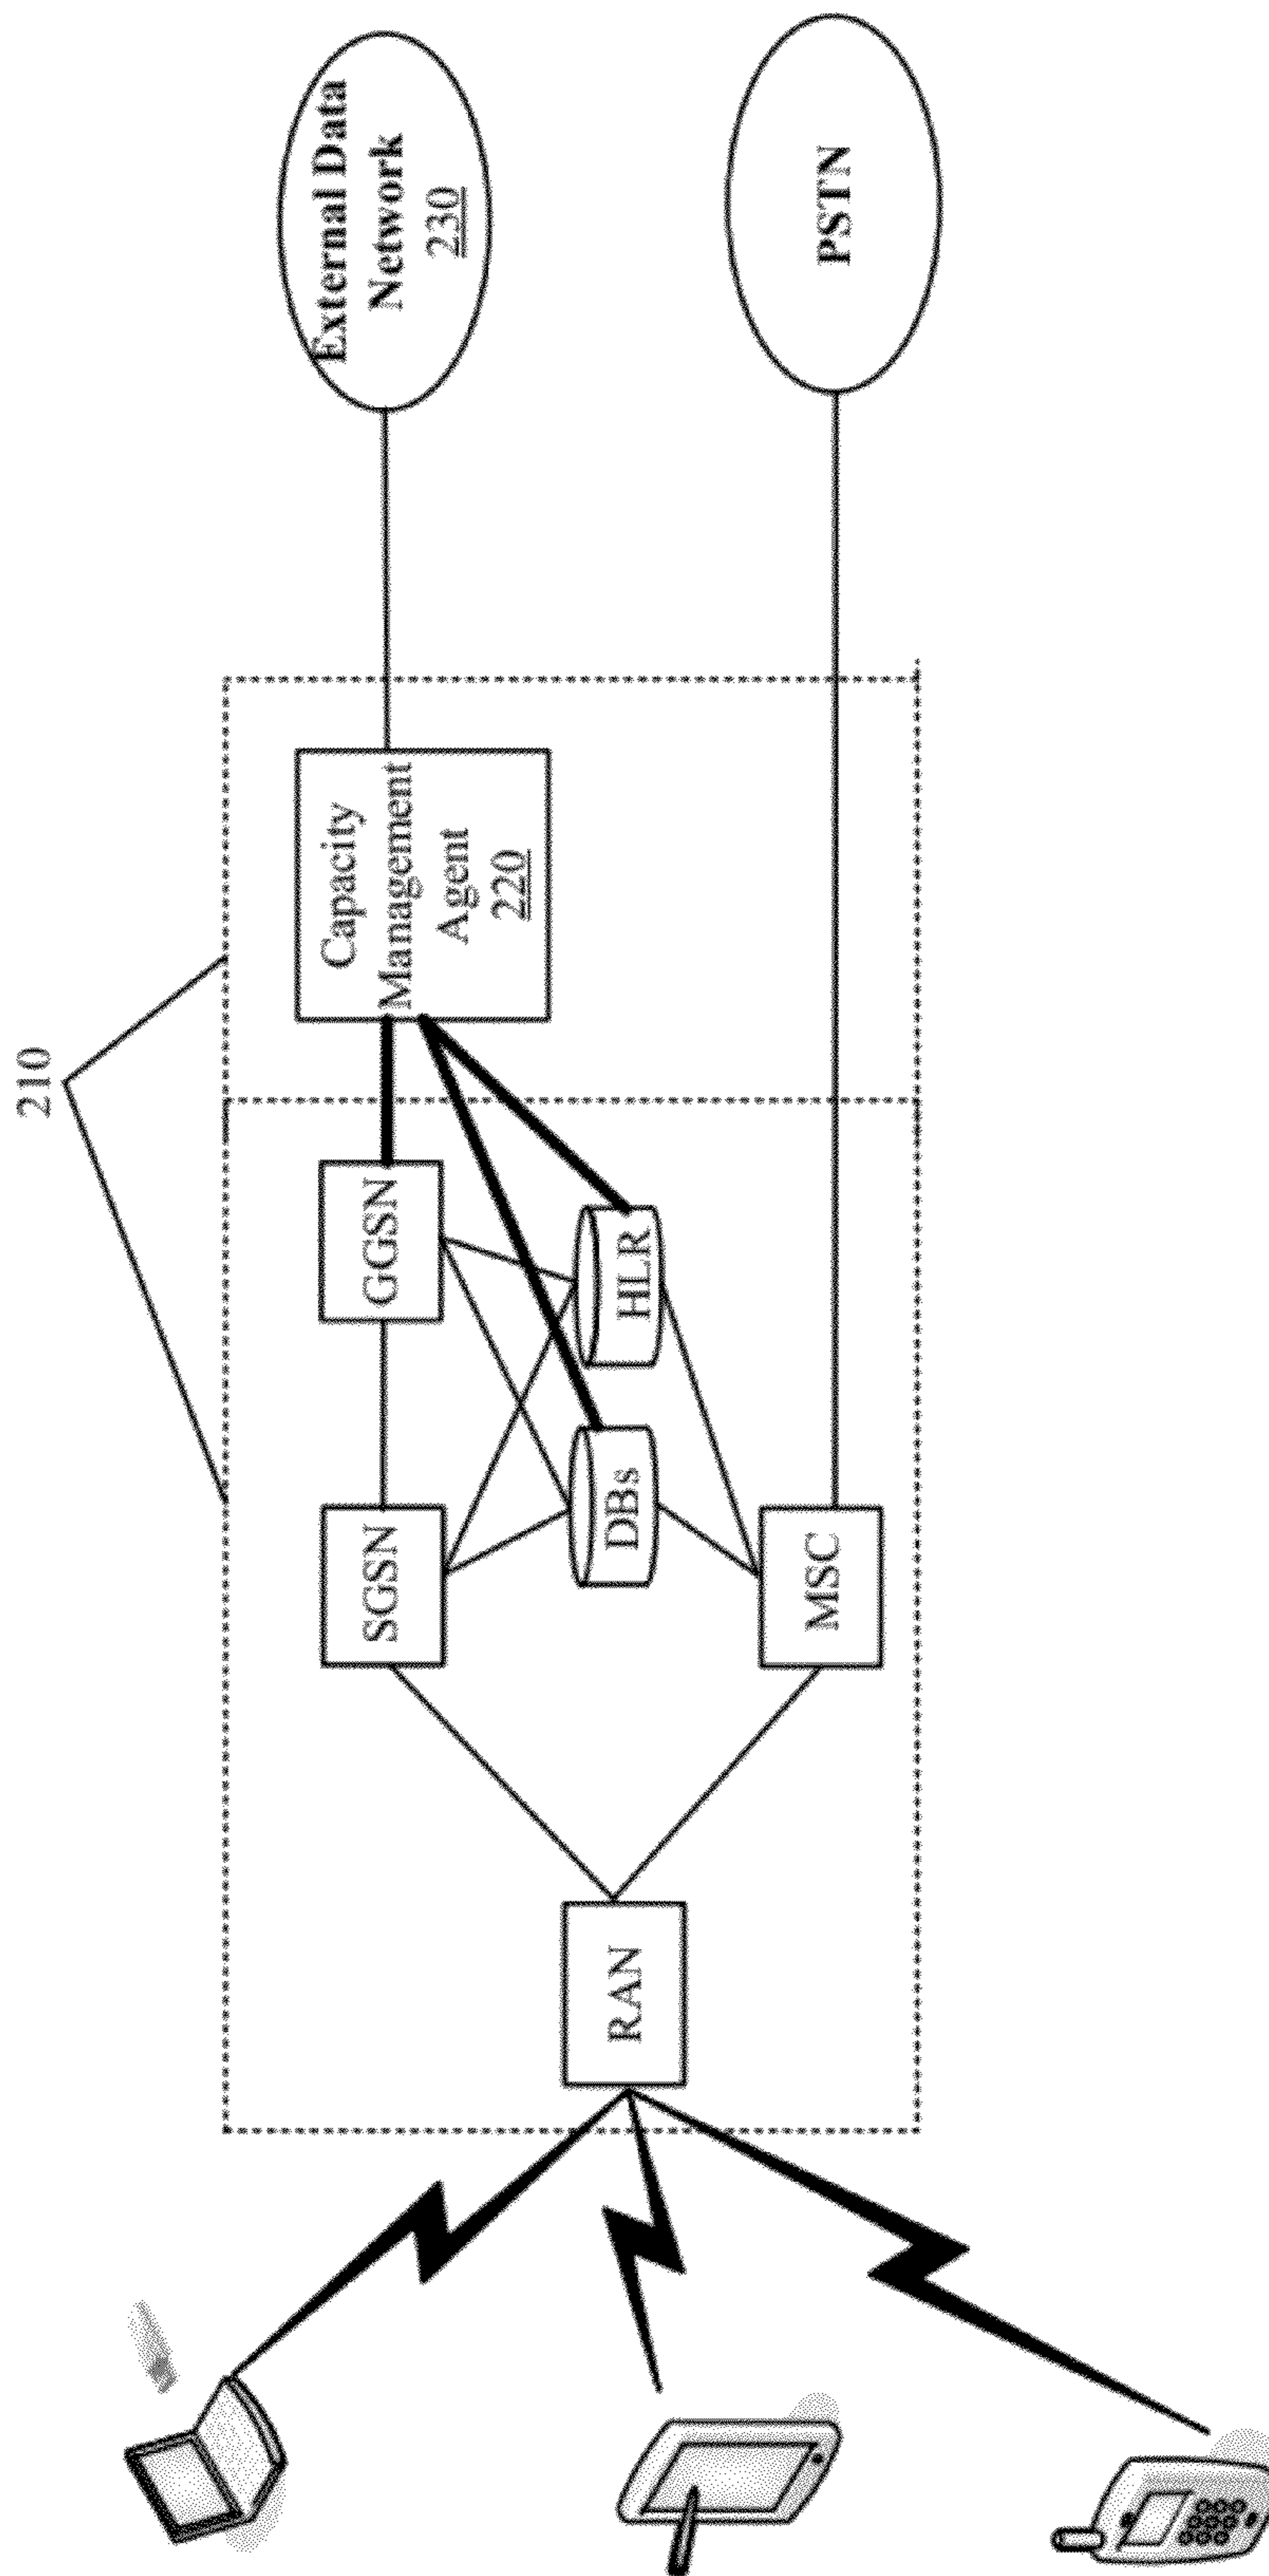 210
External Data
Network
230
Capacity
Management
Agent
220
GGSN
SGSN
HLR
DBs
RAN
MSC
PSTN